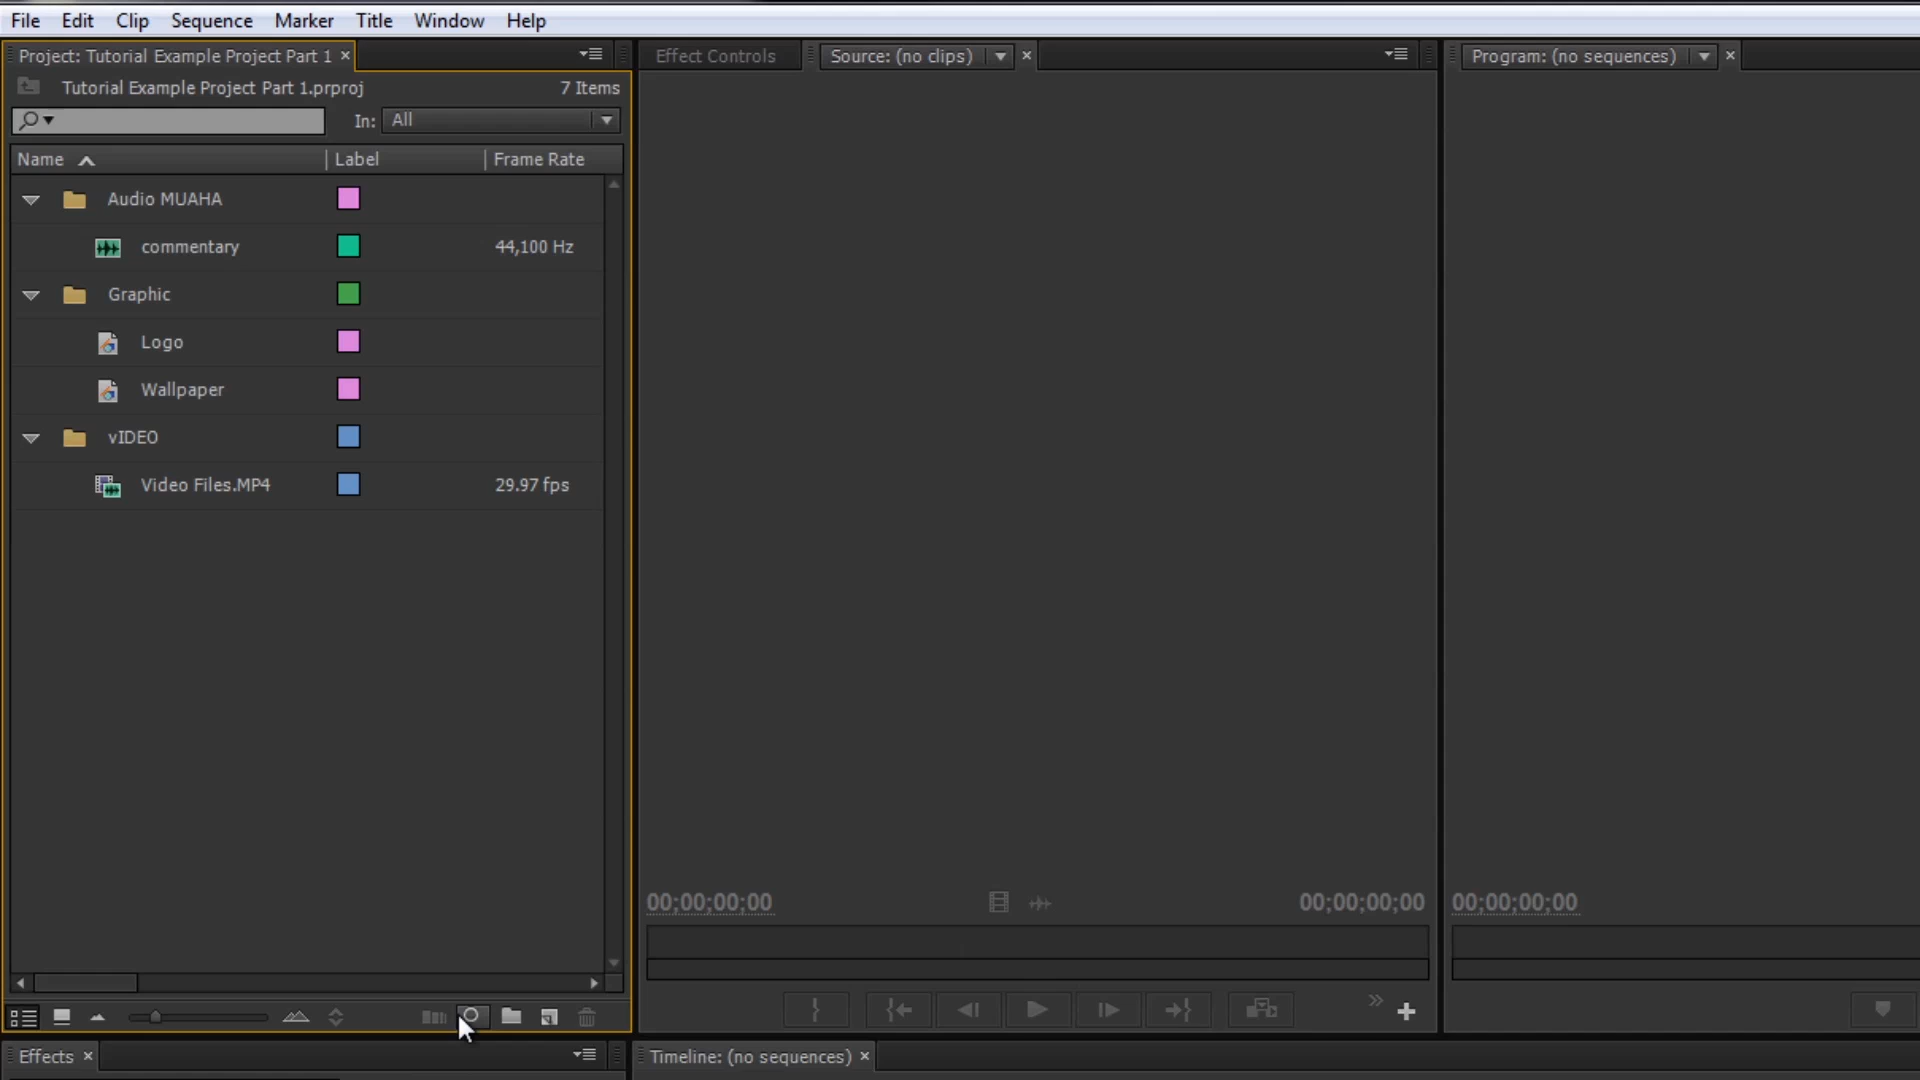 File Edit Clip Sequence Marker Title Window Help
Project: Tutorial Example Project Part 1
Effect Controls Source: (no clips)
Program: (no sequences)
Tutorial Example Project Part 1.prproj 7 Items
In: All
Name Label Frame Rate
Audio MUAHA
commentary 44,100 Hz
Graphic
Logo
Wallpaper
vIDEO
Video Files.MP4 29.97 fps
00;00;00;00 00;00;00;00
00;00;00;00
Effects
Timeline: (no sequences)